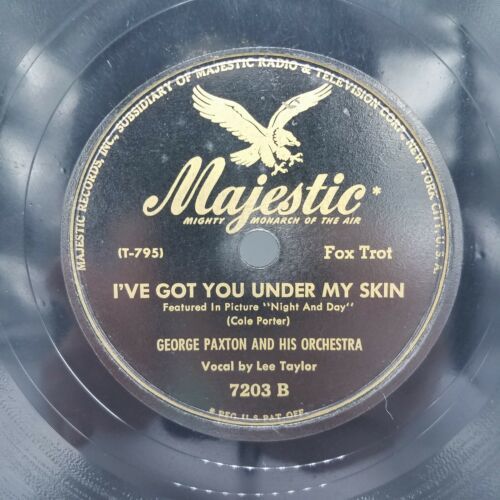 MAJESTIC RECORDS, INC., SUBSIDIARY OF MAJESTIC RADIO & TELEVISION CORP., NEW YORK CITY, U.S.A.
Majestic*
MIGHTY MONARCH OF THE AIR
(T-795) Fox Trot
I'VE GOT YOU UNDER MY SKIN
Featured In Picture "Night And Day"
(Cole Porter)
GEORGE PAXTON AND HIS ORCHESTRA
Vocal by Lee Taylor
7203 B
* REG. U.S. PAT. OFF.